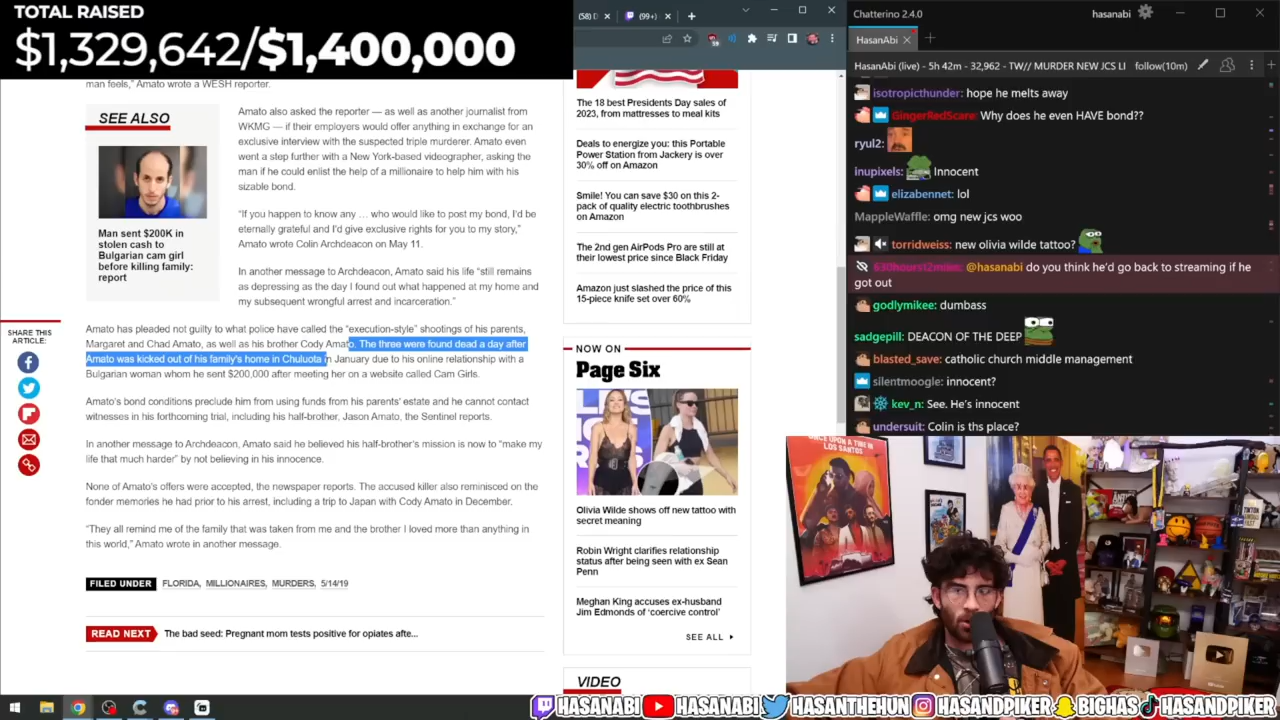 TOTAL RAISED
$1,329,642/$1,400,000
man feels," Amato wrote a WESH reporter.
SEE ALSO
Man sent $200K in
stolen cash to
Bulgarian cam girl
before killing family:
report
Amato also asked the reporter — as well as another journalist from
WKMG — if their employers would offer anything in exchange for an
exclusive interview with the suspected triple murderer. Amato even
went a step further with a New York-based videographer, asking the
man if he could enlist the help of a millionaire to help him with his
sizable bond.
“If you happen to know any … who would like to post my bond, I’d be
eternally grateful and I’d give exclusive rights for you to my story,”
Amato wrote Colin Archdeacon on May 11.
In another message to Archdeacon, Amato said his life “still remains
as depressing as the day I found out what happened at my home and
my subsequent wrongful arrest and incarceration.”
SHARE THIS
ARTICLE:
Amato has pleaded not guilty to what police have called the “execution-style” shootings of his parents,
Margaret and Chad Amato, as well as his brother Cody Amato. The three were found dead a day after
Amato was kicked out of his family’s home in Chuluota in January due to his online relationship with a
Bulgarian woman whom he sent $200,000 after meeting her on a website called Cam Girls.
Amato’s bond conditions preclude him from using funds from his parents’ estate and he cannot contact
witnesses in his forthcoming trial, including his half-brother, Jason Amato, the Sentinel reports.
In another message to Archdeacon, Amato said he believed his half-brother’s mission is now to “make my
life that much harder” by not believing in his innocence.
None of Amato’s offers were accepted, the newspaper reports. The accused killer also reminisced on the
fonder memories he had prior to his arrest, including a trip to Japan with Cody Amato in December.
“They all remind me of the family that was taken from me and the brother I loved more than anything in
this world,” Amato wrote in another message.
FILED UNDER FLORIDA, MILLIONAIRES, MURDERS, 5/14/19
READ NEXT The bad seed: Pregnant mom tests positive for opiates afte...
(58) D
(99+)
The 18 best Presidents Day sales of
2023, from mattresses to meal kits
Deals to energize you: this Portable
Power Station from Jackery is over
30% off on Amazon
Smile! You can save $30 on this 2-
pack of quality electric toothbrushes
on Amazon
The 2nd gen AirPods Pro are still at
their lowest price since Black Friday
Amazon just slashed the price of this
15-piece knife set over 60%
NOW ON
Page Six
Olivia Wilde shows off new tattoo with
secret meaning
Robin Wright clarifies relationship
status after being seen with ex Sean
Penn
Meghan King accuses ex-husband
Jim Edmonds of ‘coercive control’
SEE ALL
VIDEO
Chatterino 2.4.0
hasanabi
HasanAbi
HasanAbi (live) - 5h 42m - 32,962 - TW// MURDER NEW JCS LI
follow(10m)
isotropicthunder: hope he melts away
GingerRedScare: Why does he even HAVE bond??
ryul2:
inupixels: Innocent
elizabennet: lol
MappleWaffle: omg new jcs woo
torridweiss: new olivia wilde tattoo?
630hours12mins: @hasanabi do you think he'd go back to streaming if he
got out
godlymikee: dumbass
sadgepill: DEACON OF THE DEEP
blasted_save: catholic church middle management
silentmoogle: innocent?
kev_n: See. He's innocent
undersuit: Colin is ths place?
ONCE UPON A TIME IN
LOS SANTOS
HASANABI
HASANABI
HASANTHEHUN
HASANDPIKER
BIGHAS
HASANDPIKER